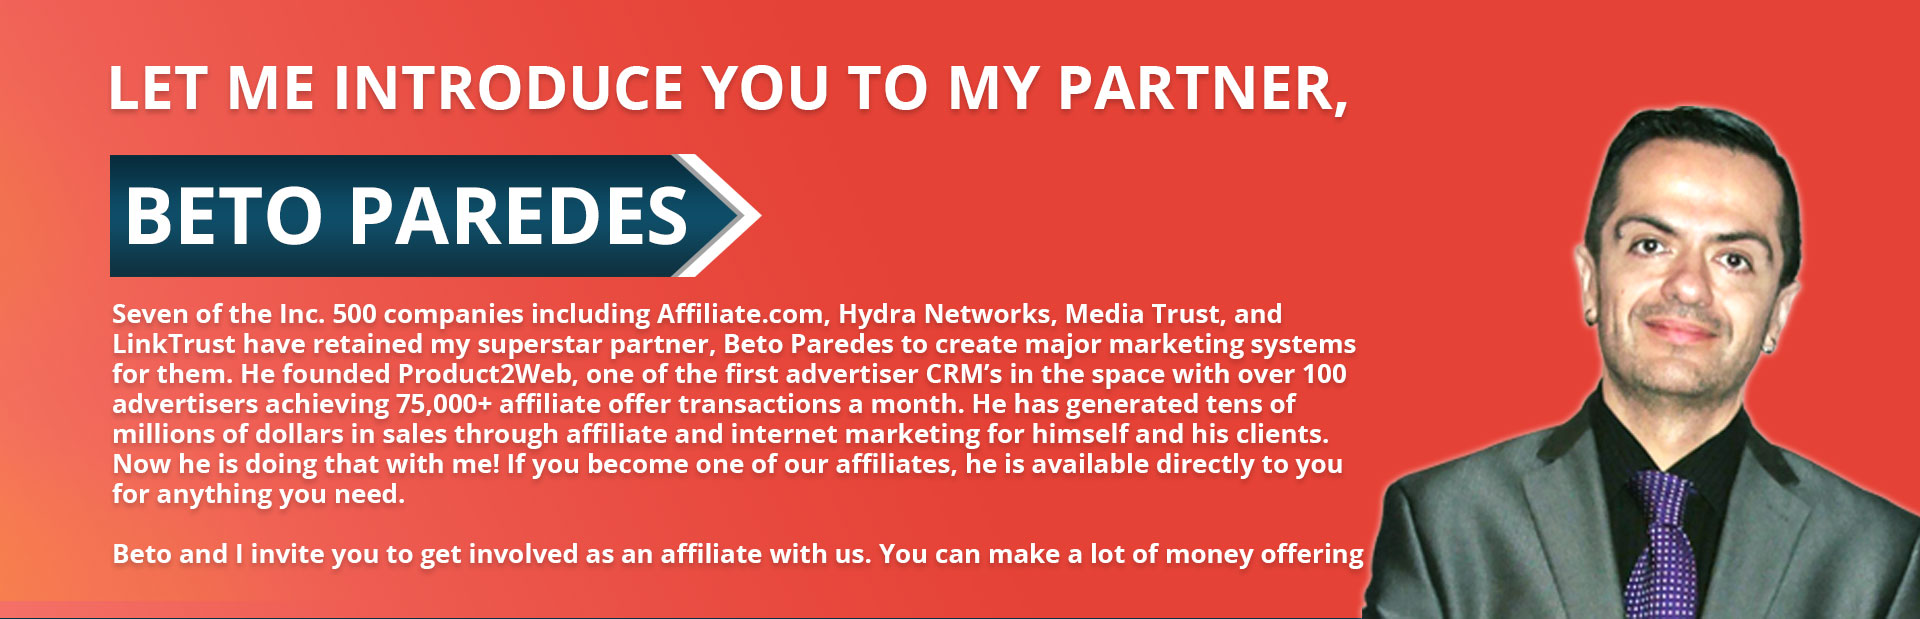 LET ME INTRODUCE YOU TO MY PARTNER,
BETO PAREDES
Seven of the Inc. 500 companies including Affiliate.com, Hydra Networks, Media Trust, and
LinkTrust have retained my superstar partner, Beto Paredes to create major marketing systems
for them. He founded Product2Web, one of the first advertiser CRM’s in the space with over 100
advertisers achieving 75,000+ affiliate offer transactions a month. He has generated tens of
millions of dollars in sales through affiliate and internet marketing for himself and his clients.
Now he is doing that with me! If you become one of our affiliates, he is available directly to you
for anything you need.
Beto and I invite you to get involved as an affiliate with us. You can make a lot of money offering